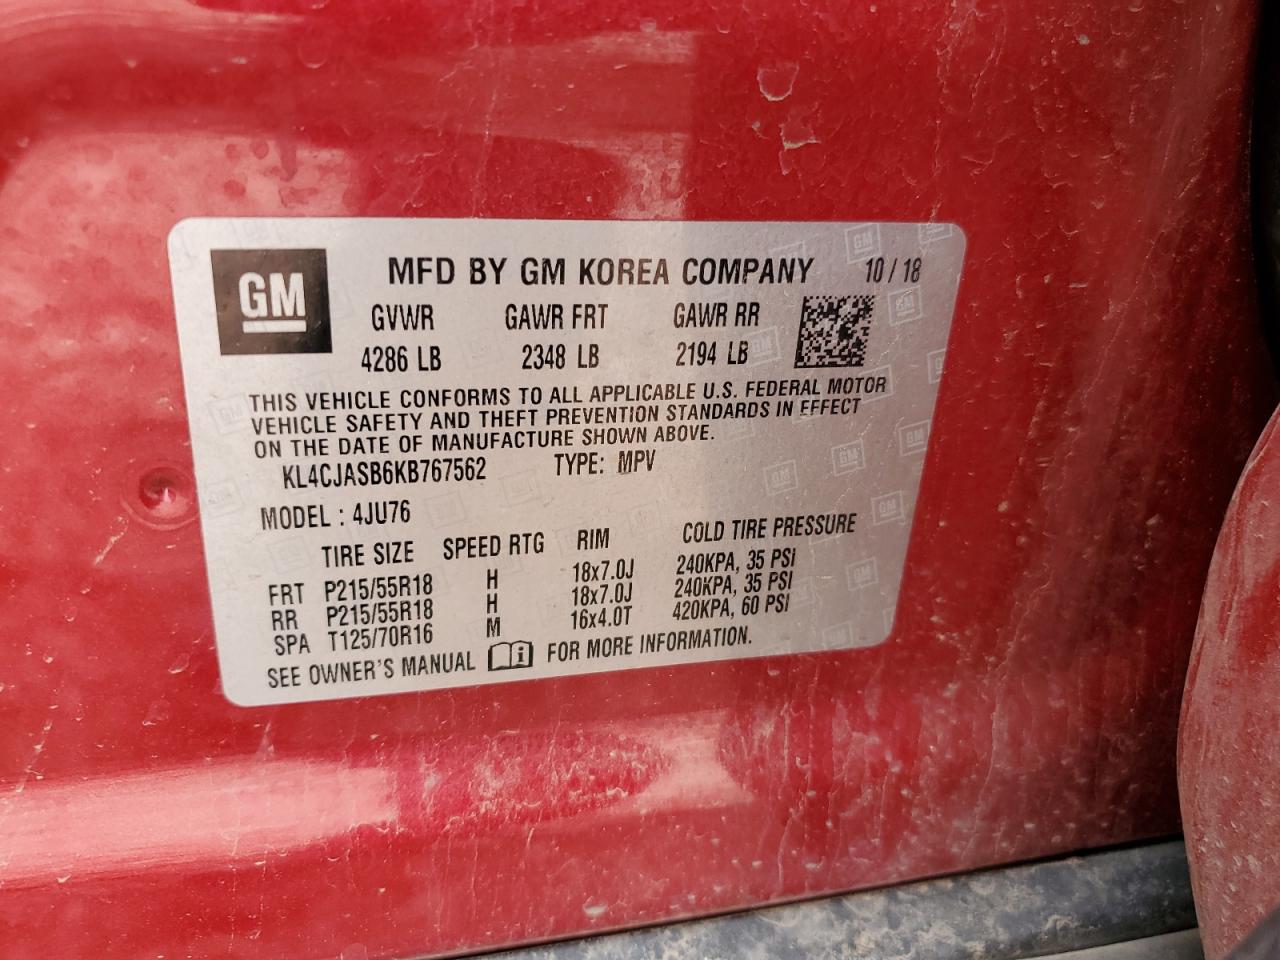 GM
MFD BY GM KOREA COMPANY 10 / 18
GVWR GAWR FRT GAWR RR
4286 LB 2348 LB 2194 LB
THIS VEHICLE CONFORMS TO ALL APPLICABLE U.S. FEDERAL MOTOR
VEHICLE SAFETY AND THEFT PREVENTION STANDARDS IN EFFECT
ON THE DATE OF MANUFACTURE SHOWN ABOVE.
KL4CJASB6KB767562 TYPE: MPV
MODEL : 4JU76
TIRE SIZE SPEED RTG RIM COLD TIRE PRESSURE
FRT P215/55R18 H 18x7.0J 240KPA, 35 PSI
RR P215/55R18 H 18x7.0J 240KPA, 35 PSI
SPA T125/70R16 M 16x4.0T 420KPA, 60 PSI
SEE OWNER'S MANUAL i FOR MORE INFORMATION.